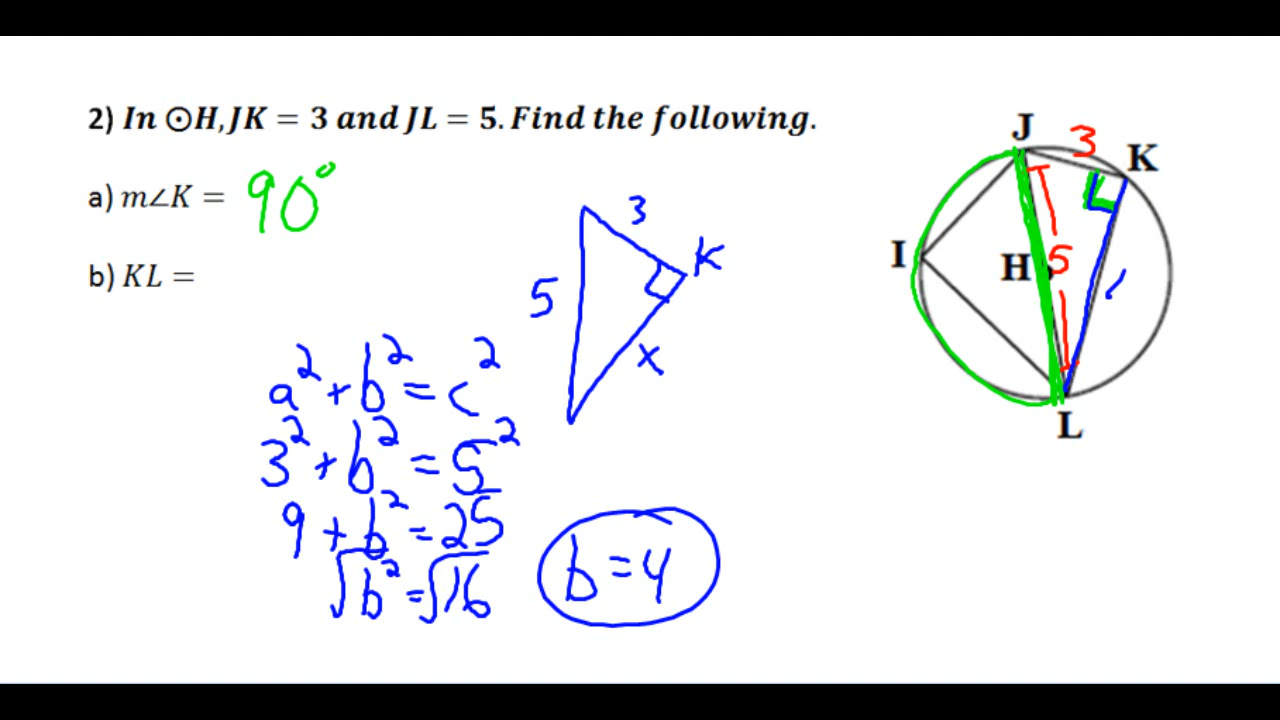 2) In ⊙H, JK = 3 and JL = 5. Find the following.
a) m∠K = 90°
b) KL =
3
K
5
x
a² + b² = c²
3² + b² = 5²
9 + b² = 25
√b² = √16
b = 4
J
3
K
I
H
5
L